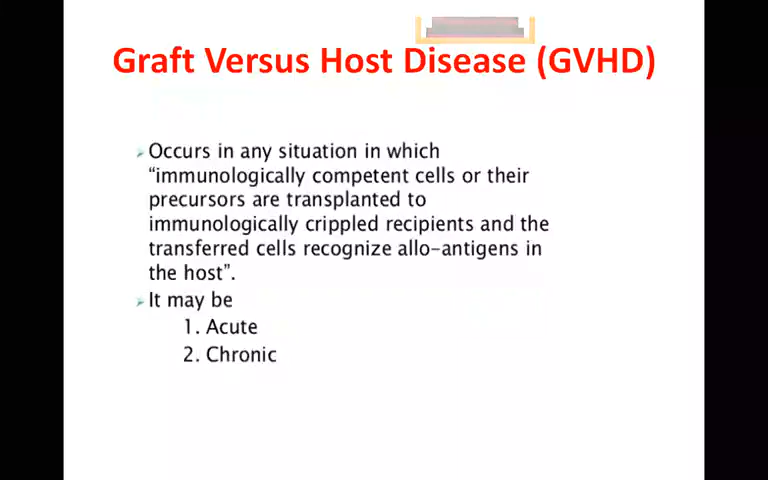 Graft Versus Host Disease (GVHD)
Occurs in any situation in which
“immunologically competent cells or their
precursors are transplanted to
immunologically crippled recipients and the
transferred cells recognize allo-antigens in
the host”.
It may be
1. Acute
2. Chronic